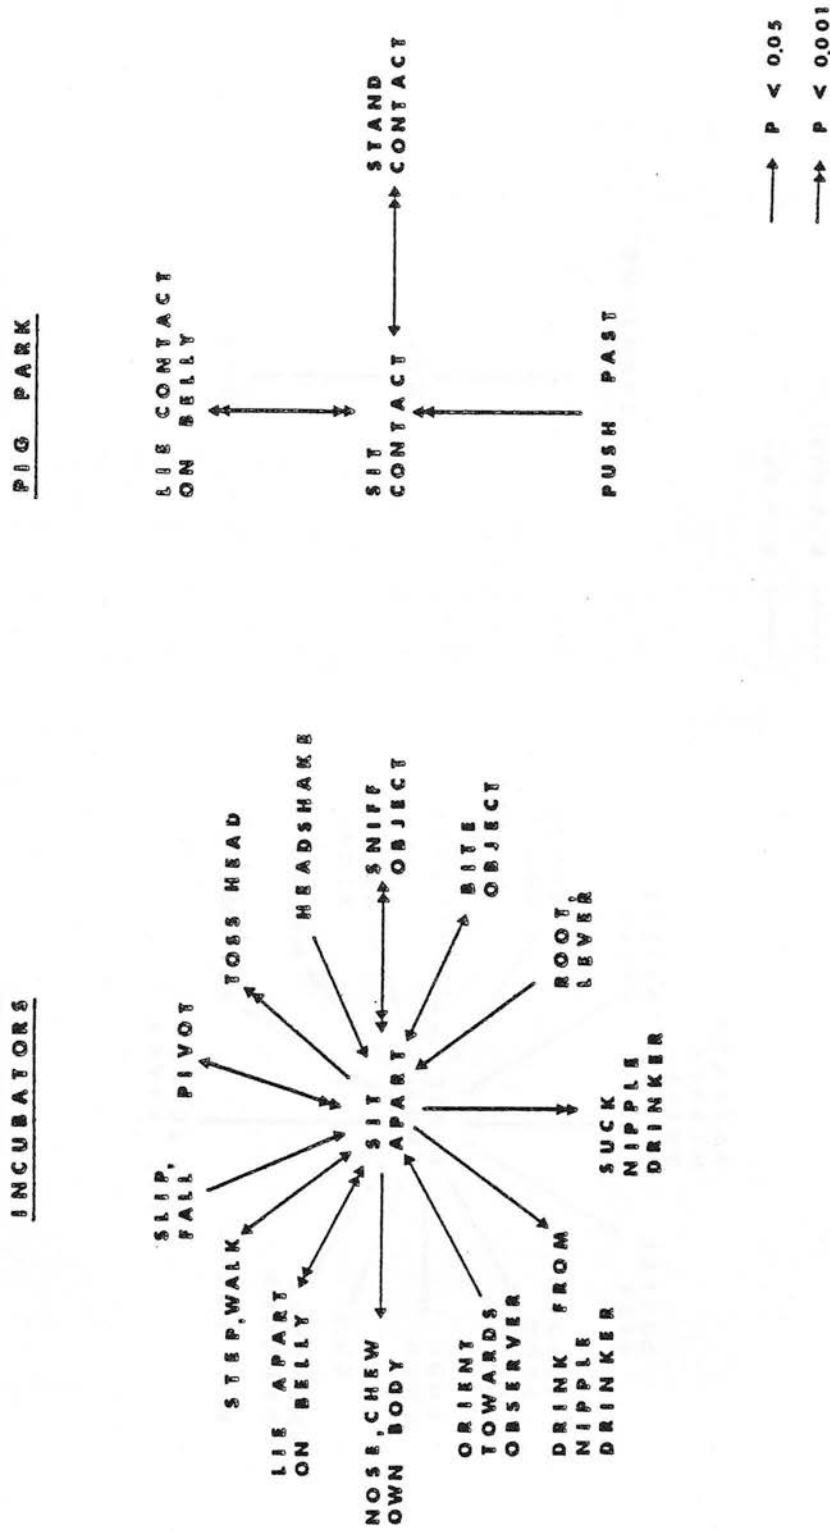 INCUBATORS
SLIP,
FALL
PIVOT
TOSS HEAD
HEADSHAKE
SNIFF
OBJECT
BITE
OBJECT
ROOT,
LEVER
SUCK
NIPPLE
DRINKER
DRINK FROM
NIPPLE
DRINKER
ORIENT
TOWARDS
OBSERVER
NOSE, CHEW
OWN BODY
LIE APART
ON BELLY
STEP, WALK
SIT
APART
PIG PARK
LIE CONTACT
ON BELLY
SIT
CONTACT
STAND
CONTACT
PUSH PAST
P < 0.05
P < 0.001